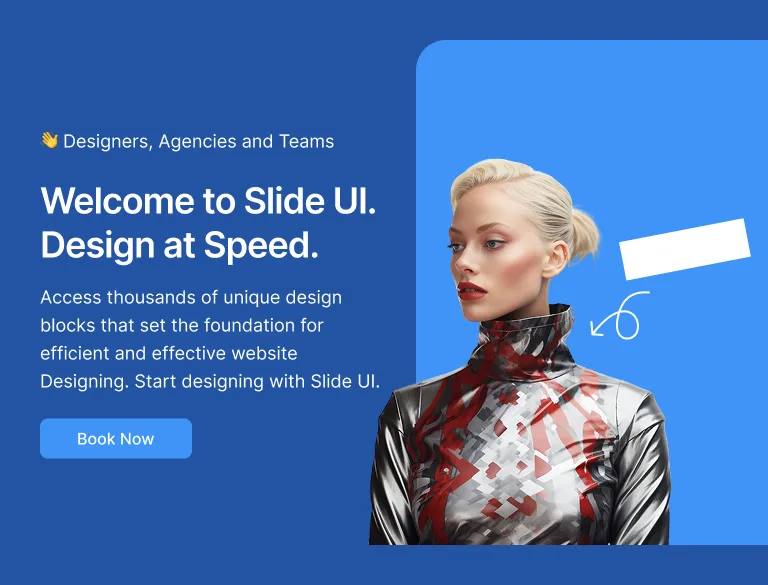 👋 Designers, Agencies and Teams
Welcome to Slide UI.
Design at Speed.
Access thousands of unique design
blocks that set the foundation for
efficient and effective website
Designing. Start designing with Slide UI.
Book Now